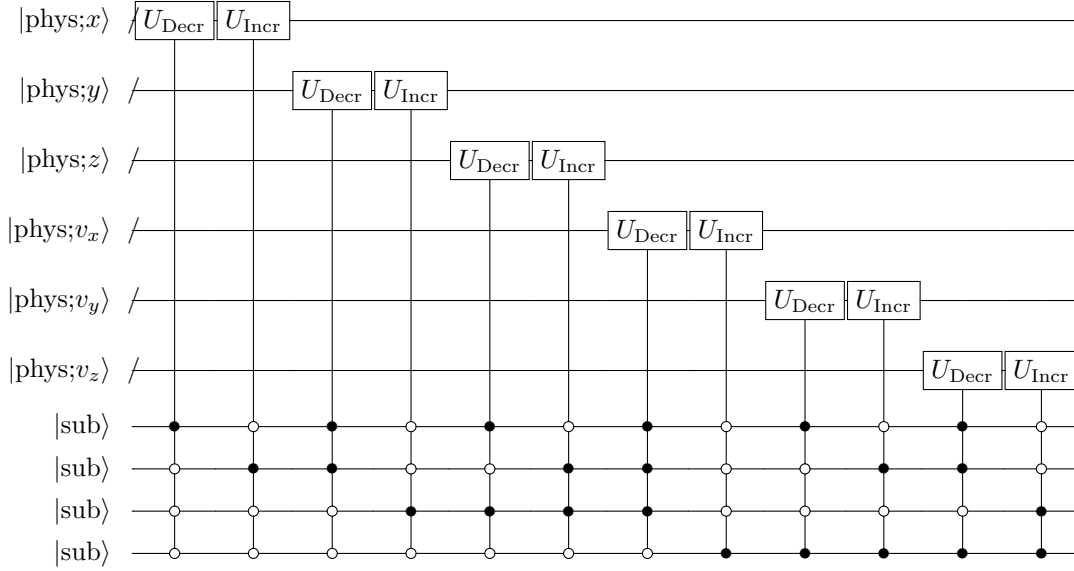 |phys;x⟩ U_Decr U_Incr
|phys;y⟩ U_Decr U_Incr
|phys;z⟩ U_Decr U_Incr
|phys;v_x⟩ U_Decr U_Incr
|phys;v_y⟩ U_Decr U_Incr
|phys;v_z⟩ U_Decr U_Incr
|sub⟩
|sub⟩
|sub⟩
|sub⟩